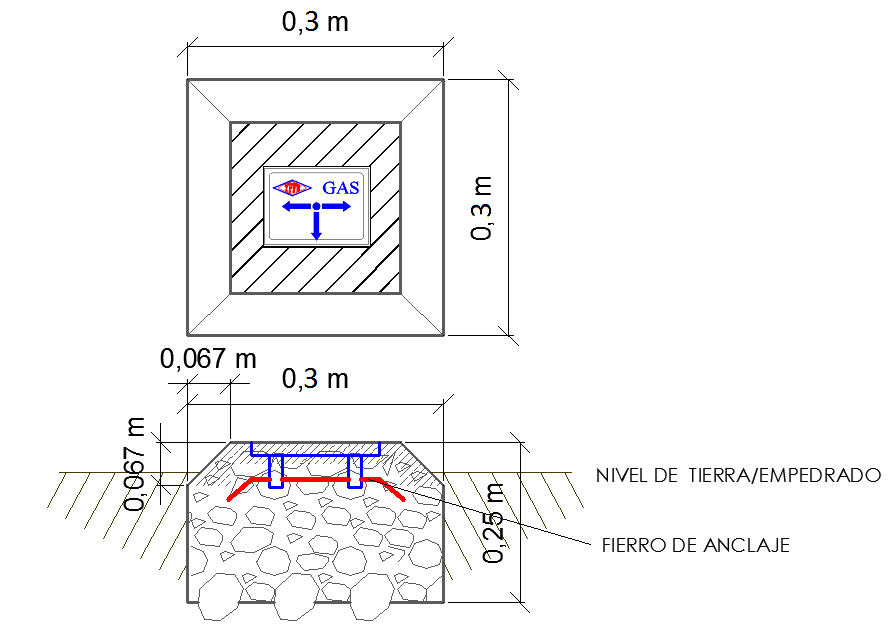 0,3 m
YPFB
GAS
0,3 m
0,067 m
0,3 m
0,067 m
NIVEL DE TIERRA/EMPEDRADO
0,25 m
FIERRO DE ANCLAJE